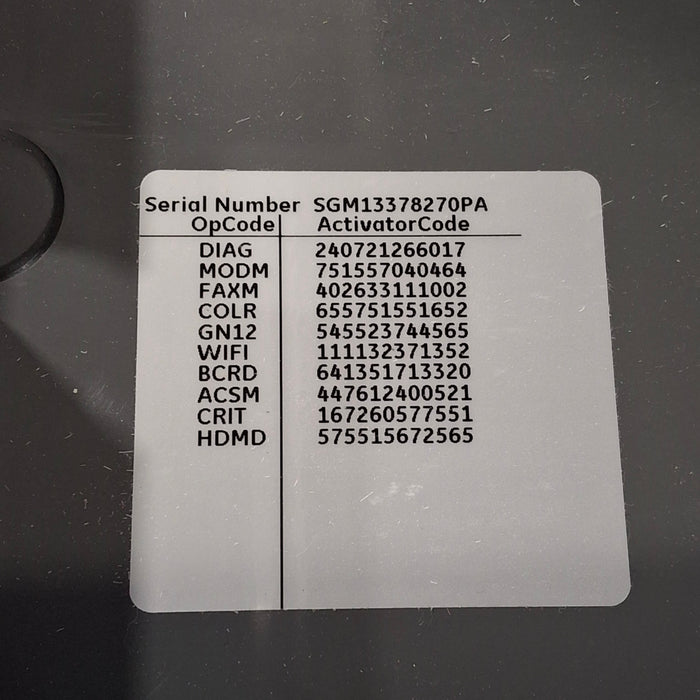 Serial Number SGM13378270PA
OpCode ActivatorCode
DIAG 240721266017
MODM 751557040464
FAXM 402633111002
COLR 655751551652
GN12 545523744565
WIFI 111132371352
BCRD 641351713320
ACSM 447612400521
CRIT 167260577551
HDMD 575515672565